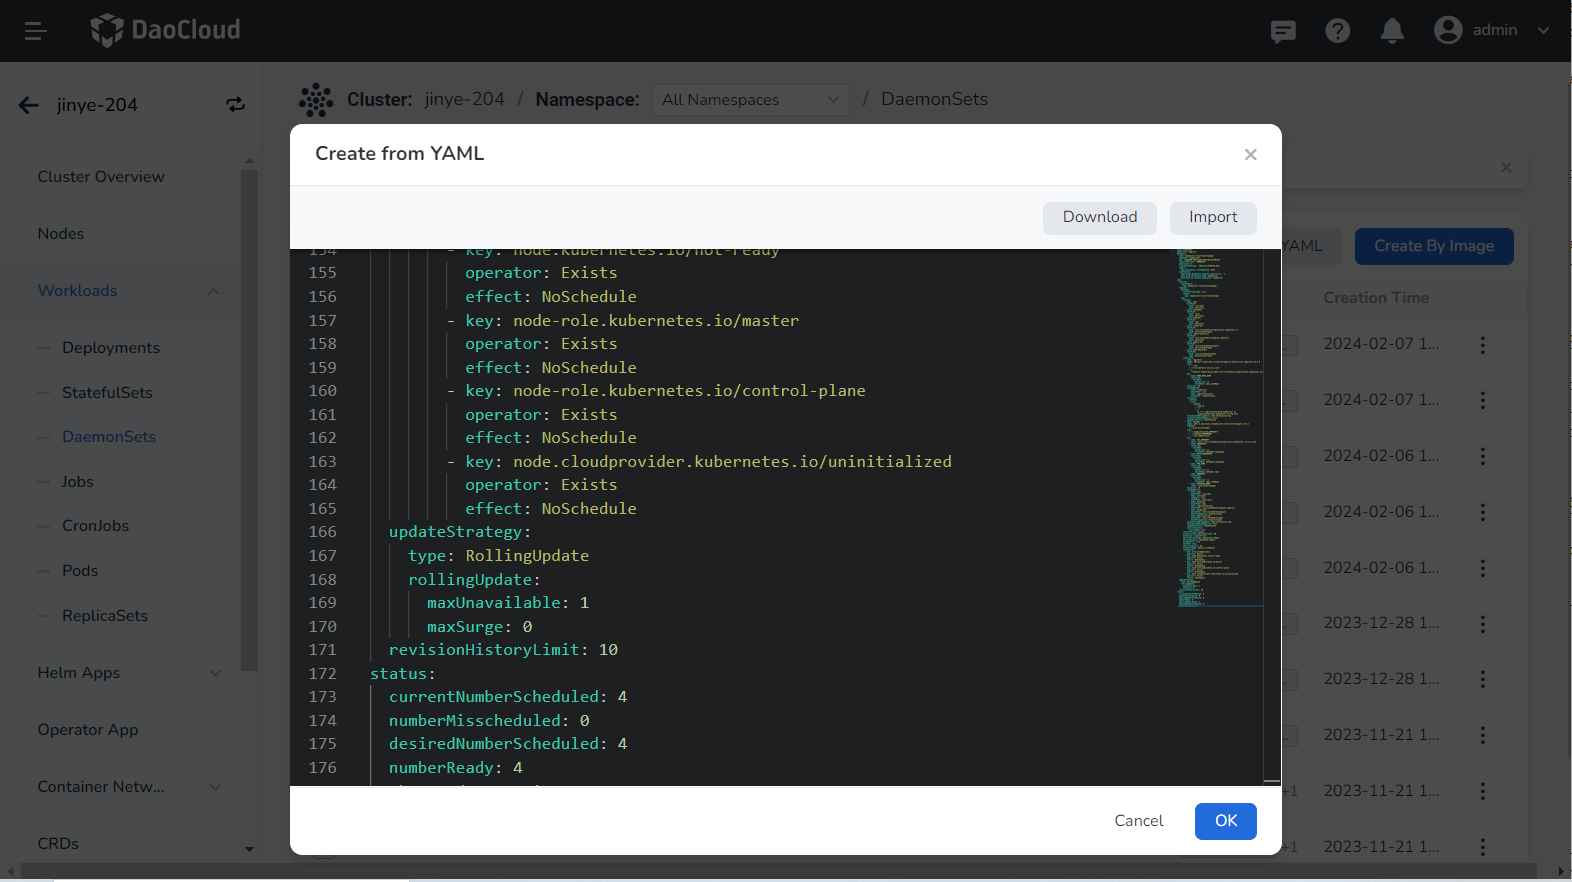 DaoCloud
admin
jinye-204
Cluster: jinye-204 / Namespace: All Namespaces / DaemonSets
Cluster Overview
Nodes
Workloads
Deployments
StatefulSets
DaemonSets
Jobs
CronJobs
Pods
ReplicaSets
Helm Apps
Operator App
Container Netw...
CRDs
Create from YAML
Download Import
154 - key: node.kubernetes.io/not-ready
155 operator: Exists
156 effect: NoSchedule
157 - key: node-role.kubernetes.io/master
158 operator: Exists
159 effect: NoSchedule
160 - key: node-role.kubernetes.io/control-plane
161 operator: Exists
162 effect: NoSchedule
163 - key: node.cloudprovider.kubernetes.io/uninitialized
164 operator: Exists
165 effect: NoSchedule
166 updateStrategy:
167 type: RollingUpdate
168 rollingUpdate:
169 maxUnavailable: 1
170 maxSurge: 0
171 revisionHistoryLimit: 10
172 status:
173 currentNumberScheduled: 4
174 numberMisscheduled: 0
175 desiredNumberScheduled: 4
176 numberReady: 4
Cancel OK
YAML Create By Image
Creation Time
2024-02-07 1...
2024-02-07 1...
2024-02-06 1...
2024-02-06 1...
2024-02-06 1...
2023-12-28 1...
2023-12-28 1...
2023-11-21 1...
+1 2023-11-21 1...
+1 2023-11-21 1...